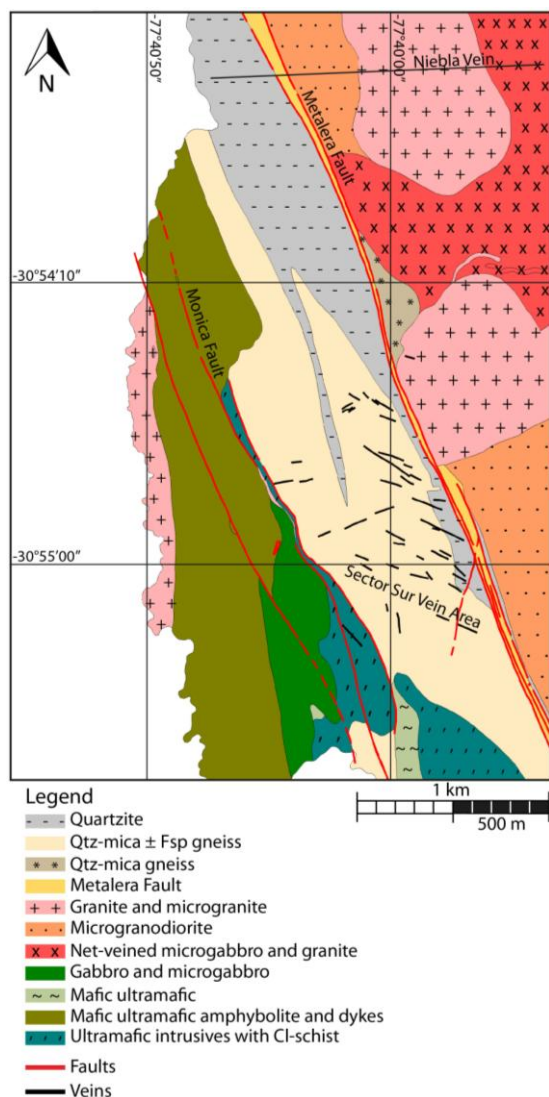 -77°40'50"
-77°40'00"
N
Niebla Vein
Metalera Fault
-30°54'10"
Monica Fault
-30°55'00"
Sector Sur Vein Area
Legend
Quartzite
Qtz-mica ± Fsp gneiss
Qtz-mica gneiss
Metalera Fault
Granite and microgranite
Microgranodiorite
Net-veined microgabbro and granite
Gabbro and microgabbro
Mafic ultramafic
Mafic ultramafic amphybolite and dykes
Ultramafic intrusives with Cl-schist
Faults
Veins
1 km
500 m